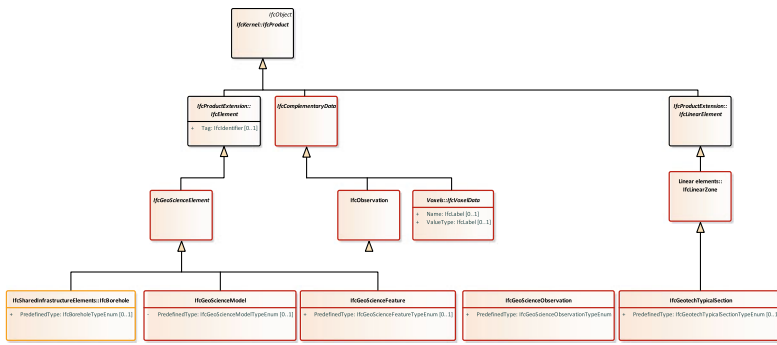 IfcObject
IfcKernel::IfcProduct
IfcProductExtension::
IfcElement
+ Tag: IfcIdentifier [0..1]
IfcComplementaryData
IfcProductExtension::
IfcLinearElement
IfcGeoScienceElement
IfcObservation
Voxels::IfcVoxelData
+ Name: IfcLabel [0..1]
+ ValueType: IfcLabel [0..1]
Linear elements::
IfcLinearZone
IfcSharedInfrastructureElements::IfcBorehole
+ PredefinedType: IfcBoreholeTypeEnum [0..1]
IfcGeoScienceModel
- PredefinedType: IfcGeoScienceModelTypeEnum [0..1]
IfcGeoScienceFeature
+ PredefinedType: IfcGeoScienceFeatureTypeEnum [0..1]
IfcGeoScienceObservation
+ PredefinedType: IfcGeoScienceObservationTypeEnum
IfcGeotechTypicalSection
+ PredefinedType: IfcGeotechTypicalSectionTypeEnum [0..1]